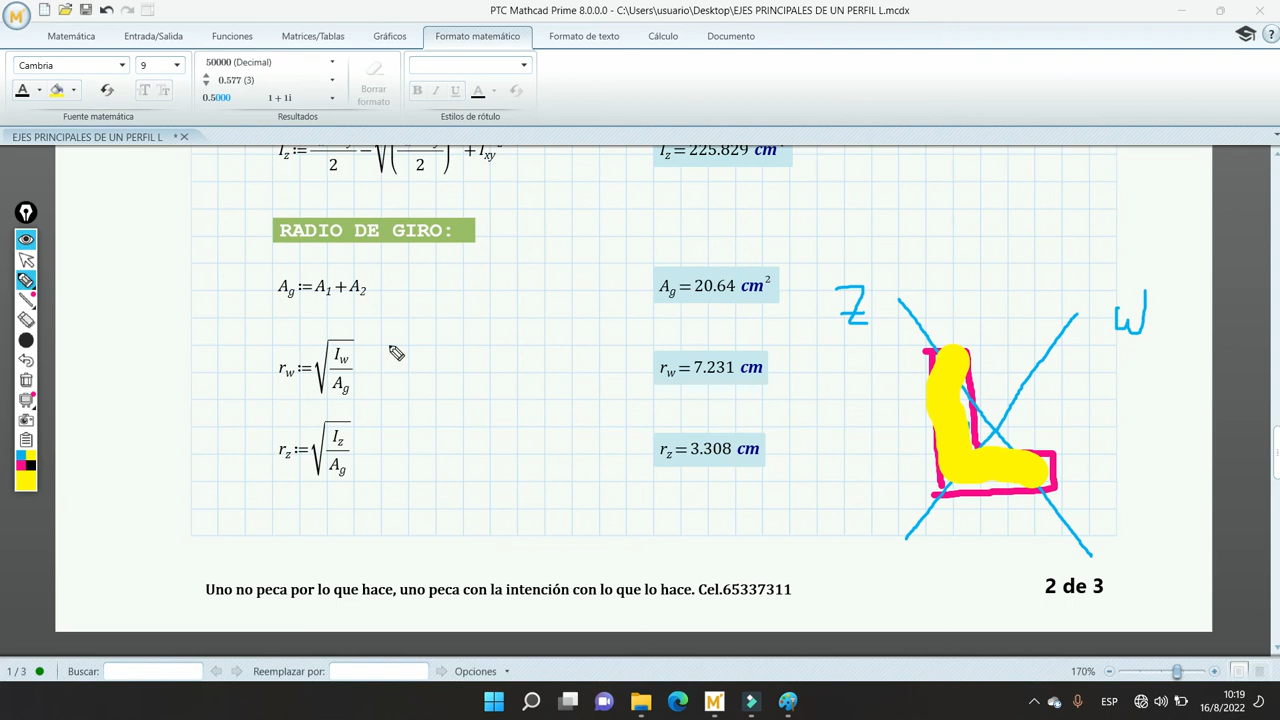 PTC Mathcad Prime 8.0.0.0 - C:\Users\usuario\Desktop\EJES PRINCIPALES DE UN PERFIL L.mcdx
Matemática Entrada/Salida Funciones Matrices/Tablas Gráficos Formato matemático Formato de texto Cálculo Documento
Cambria 9
50000 (Decimal)
0.577 (3)
0.5000 1 + 1i
Borrar formato
B I U A
Fuente matemática Resultados Estilos de rótulo
EJES PRINCIPALES DE UN PERFIL L * ×
I_z := /2 − √( /2) + I_xy
I_z = 225.829 cm
RADIO DE GIRO:
A_g := A_1 + A_2
A_g = 20.64 cm²
Z
W
r_w := √(I_w/A_g)
r_w = 7.231 cm
r_z := √(I_z/A_g)
r_z = 3.308 cm
Uno no peca por lo que hace, uno peca con la intención con lo que lo hace. Cel.65337311
2 de 3
1 / 3 Buscar: Reemplazar por: Opciones 170%
ESP 10:19
16/8/2022